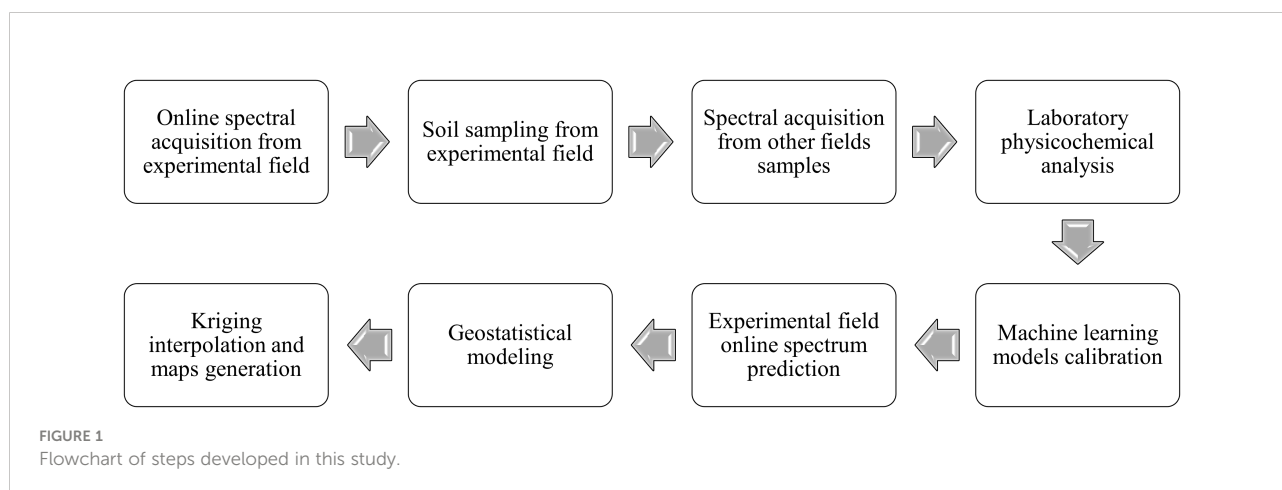 Online spectral
acquisition from
experimental field
Soil sampling from
experimental field
Spectral acquisition
from other fields
samples
Laboratory
physicochemical
analysis
Machine learning
models calibration
Experimental field
online spectrum
prediction
Geostatistical
modeling
Kriging
interpolation and
maps generation
FIGURE 1
Flowchart of steps developed in this study.